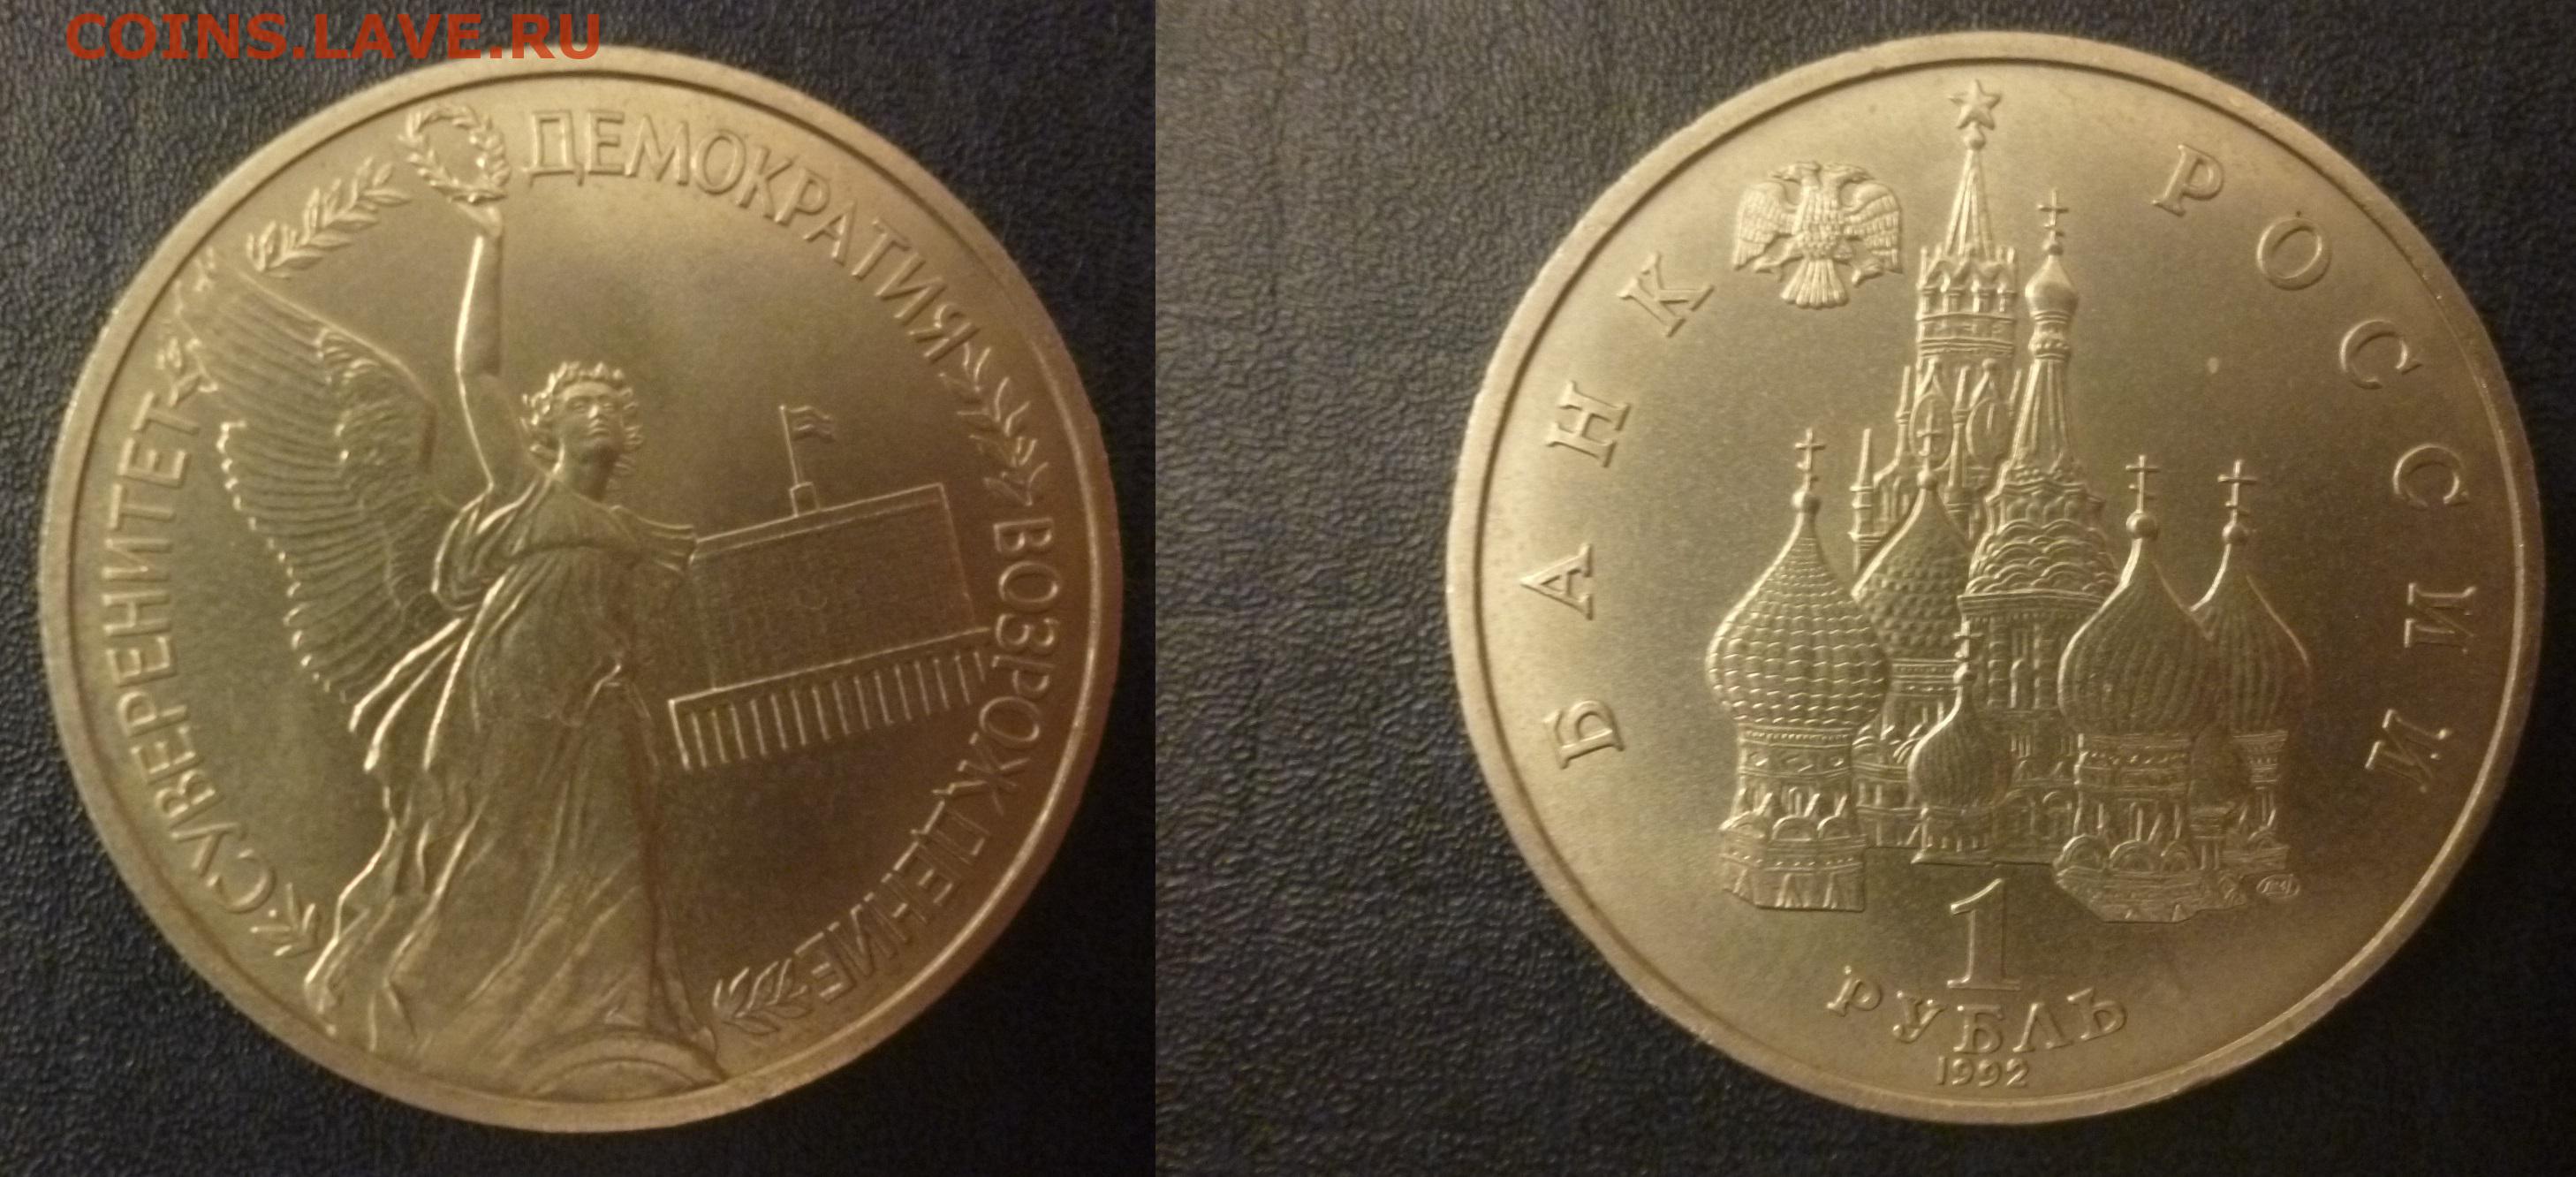 COINS.LAVE.RU
СУВЕРЕНИТЕТ
ДЕМОКРАТИЯ
ВОЗРОЖДЕНИЕ
БАНК РОССИИ
1
РУБЛЬ
1992